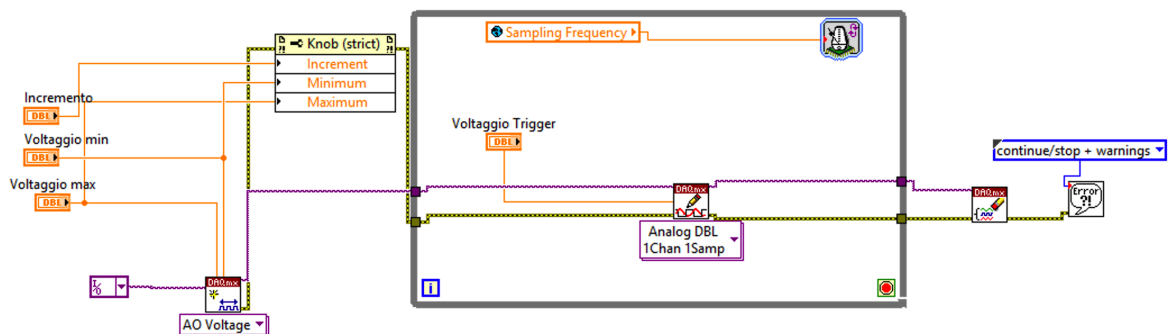 Sampling Frequency
Knob (strict)
Increment
Minimum
Maximum
Incremento
DBL
Voltaggio min
DBL
Voltaggio max
DBL
Voltaggio Trigger
DBL
continue/stop + warnings
DAQmx
Analog DBL
1Chan 1Samp
DAQmx
Error
?!
I/O
DAQmx
AO Voltage
i